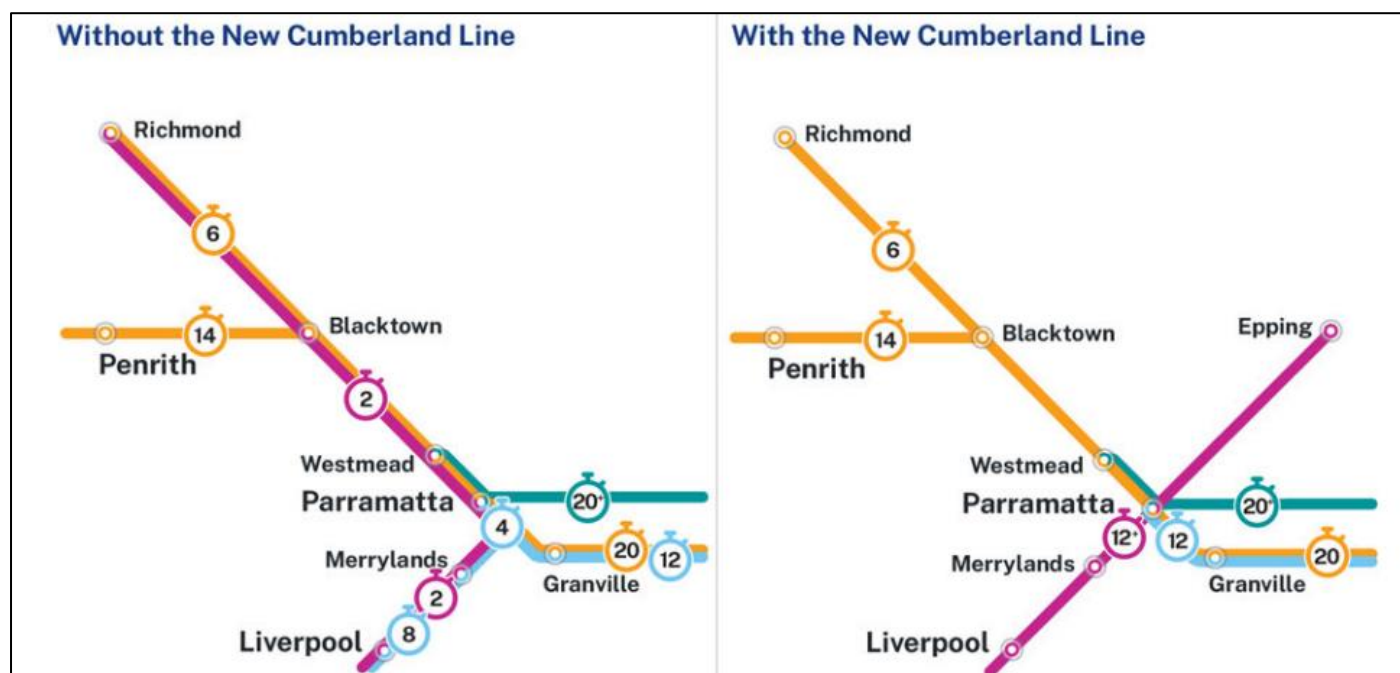 Without the New Cumberland Line
Richmond
6
Blacktown
14
Penrith
2
Westmead
Parramatta
20+
4
20
12
Merrylands
Granville
2
8
Liverpool
With the New Cumberland Line
Richmond
6
Epping
Blacktown
14
Penrith
Westmead
Parramatta
20+
12+
12
20
Merrylands
Granville
Liverpool